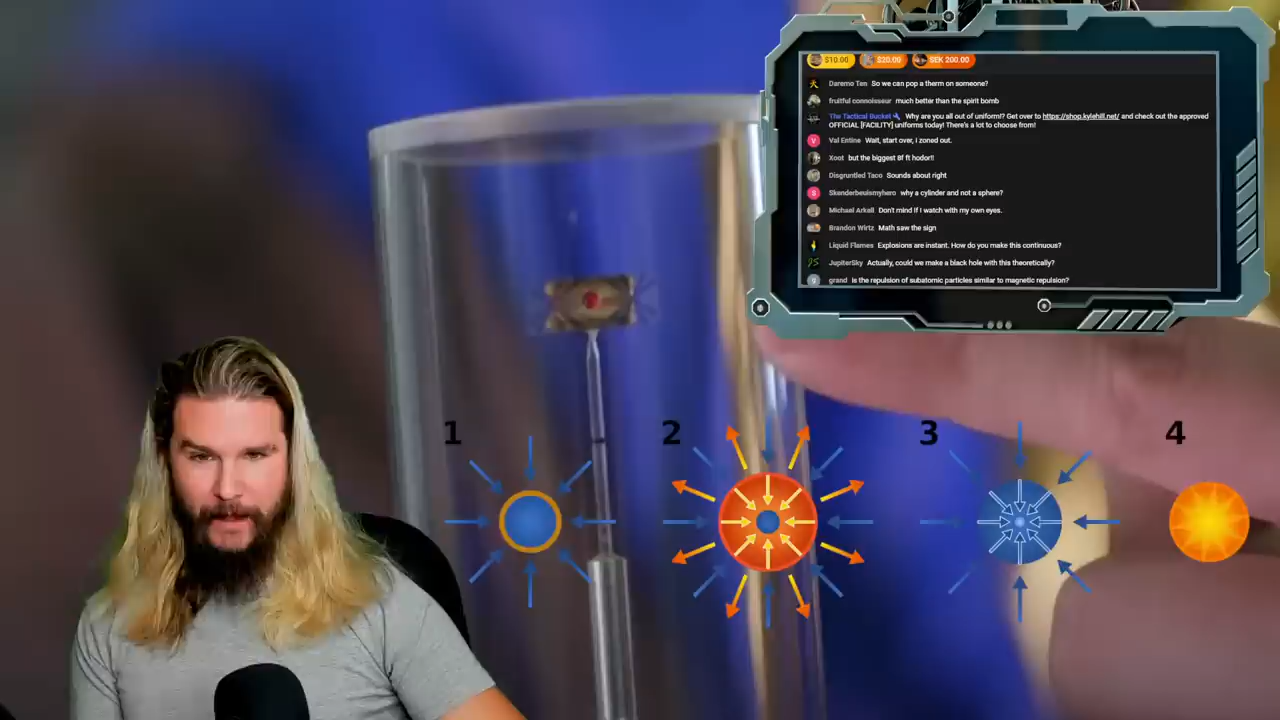 $10.00 $20.00 SEK 200.00
Daremo Ten So we can pop a therm on someone?
fruitful connoisseur much better than the spirit bomb
The Tactical Bucket Why are you all out of uniform!? Get over to https://shop.kylehill.net/ and check out the approved
OFFICIAL [FACILITY] uniforms today! There's a lot to choose from!
V Val Entine Wait, start over, i zoned out.
Xoot but the biggest Bf ft hodor!!
Disgruntled Taco Sounds about right
S Skenderbeuismyhero why a cylinder and not a sphere?
Michael Arkell Don't mind if I watch with my own eyes.
Brandon Wirtz Math saw the sign
Liquid Flames Explosions are instant. How do you make this continuous?
JS JupiterSky Actually, could we make a black hole with this theoretically?
g grand is the repulsion of subatomic particles similar to magnetic repulsion?
1 2 3 4